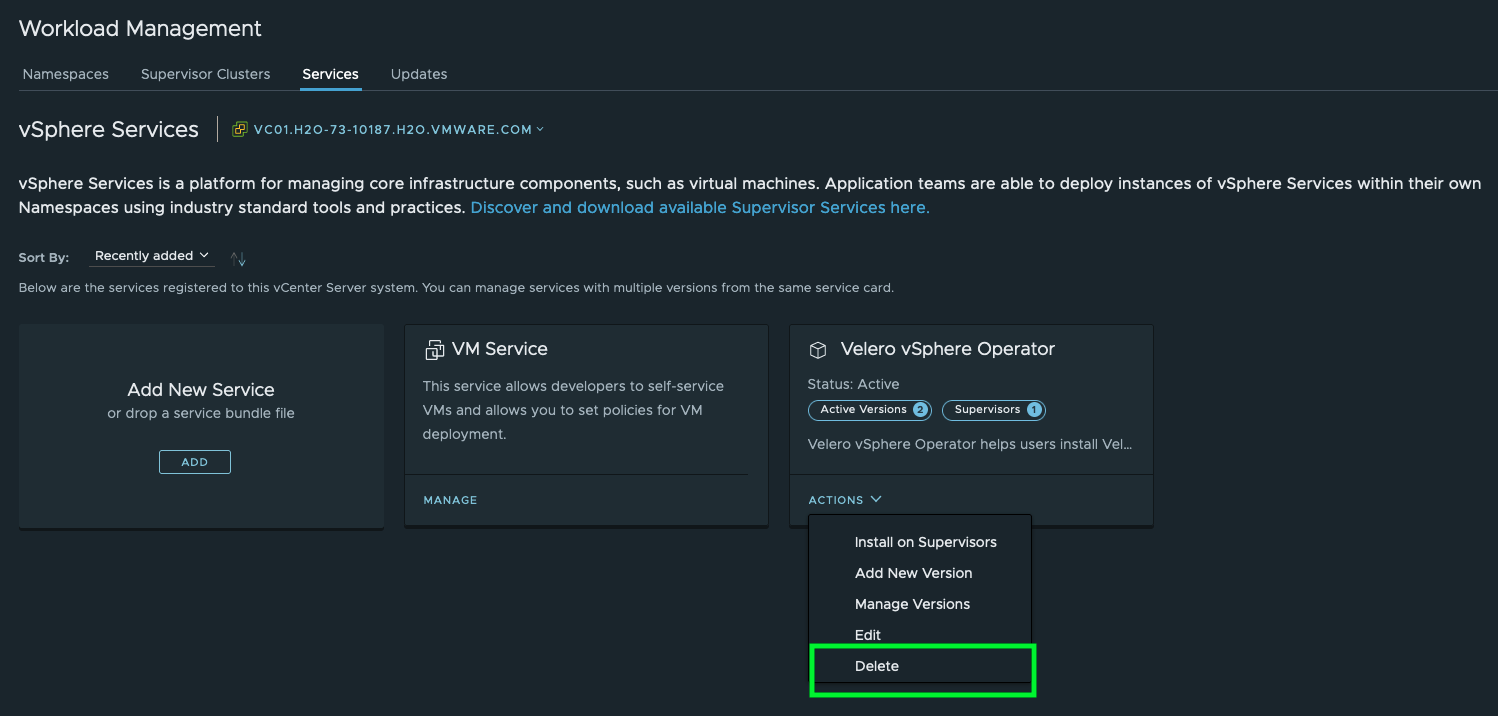 Workload Management
Namespaces Supervisor Clusters Services Updates
vSphere Services VC01.H2O-73-10187.H2O.VMWARE.COM
vSphere Services is a platform for managing core infrastructure components, such as virtual machines. Application teams are able to deploy instances of vSphere Services within their own
Namespaces using industry standard tools and practices. Discover and download available Supervisor Services here.
Sort By: Recently added
Below are the services registered to this vCenter Server system. You can manage services with multiple versions from the same service card.
Add New Service
or drop a service bundle file
ADD
VM Service
This service allows developers to self-service
VMs and allows you to set policies for VM
deployment.
MANAGE
Velero vSphere Operator
Status: Active
Active Versions 2 Supervisors 1
Velero vSphere Operator helps users install Vel...
ACTIONS
Install on Supervisors
Add New Version
Manage Versions
Edit
Delete